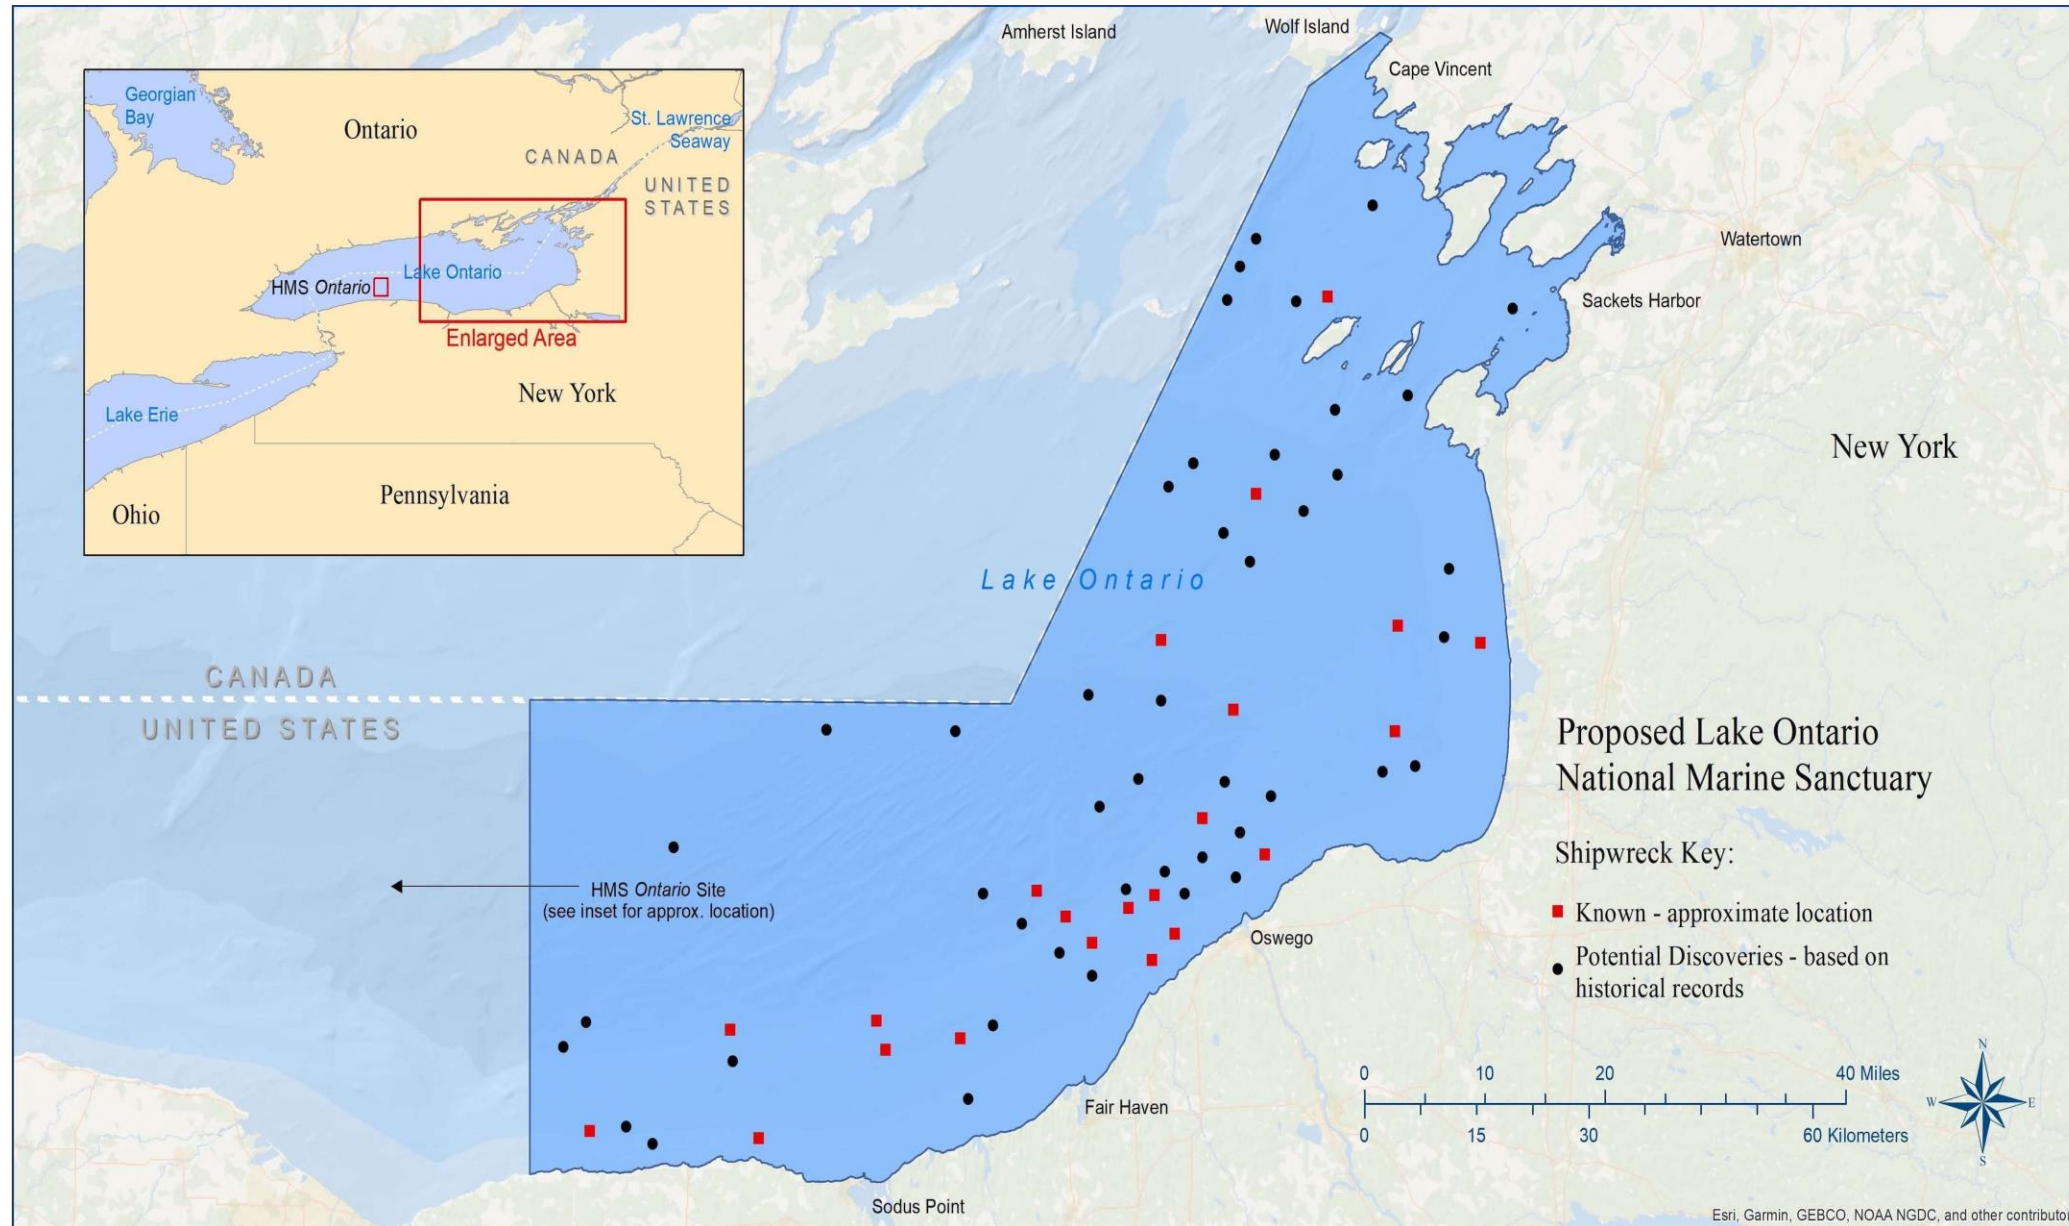 Amherst Island
Wolf Island
Cape Vincent
Georgian
Bay
Ontario
St. Lawrence
Seaway
CANADA
UNITED
STATES
Lake Ontario
HMS Ontario
Enlarged Area
New York
Lake Erie
Pennsylvania
Ohio
Watertown
Sackets Harbor
New York
Lake Ontario
CANADA
UNITED STATES
HMS Ontario Site
(see inset for approx. location)
Oswego
Fair Haven
Sodus Point
Proposed Lake Ontario
National Marine Sanctuary
Shipwreck Key:
Known - approximate location
Potential Discoveries - based on
historical records
0 10 20 40 Miles
0 15 30 60 Kilometers
N
W E
S
Esri, Garmin, GEBCO, NOAA NGDC, and other contributo